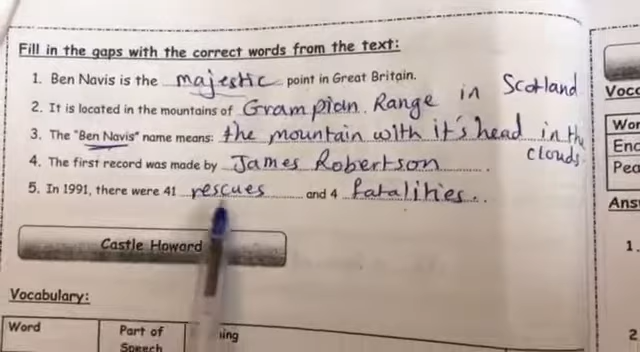 Fill in the gaps with the correct words from the text:
1. Ben Navis is the majestic point in Great Britain.
2. It is located in the mountains of Grampian Range in Scotland
3. The "Ben Navis" name means: the mountain with it's head in the clouds.
4. The first record was made by James Robertson
5. In 1991, there were 41 rescues and 4 fatalities..
Castle Howard
Vocabulary:
Word Part of Speech
Voca
Wor
Enc
Pea
Ans
1.
2